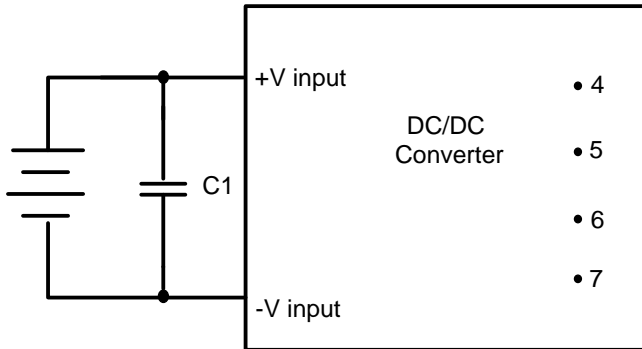 +V input
4
DC/DC
Converter
5
C1
6
7
-V input